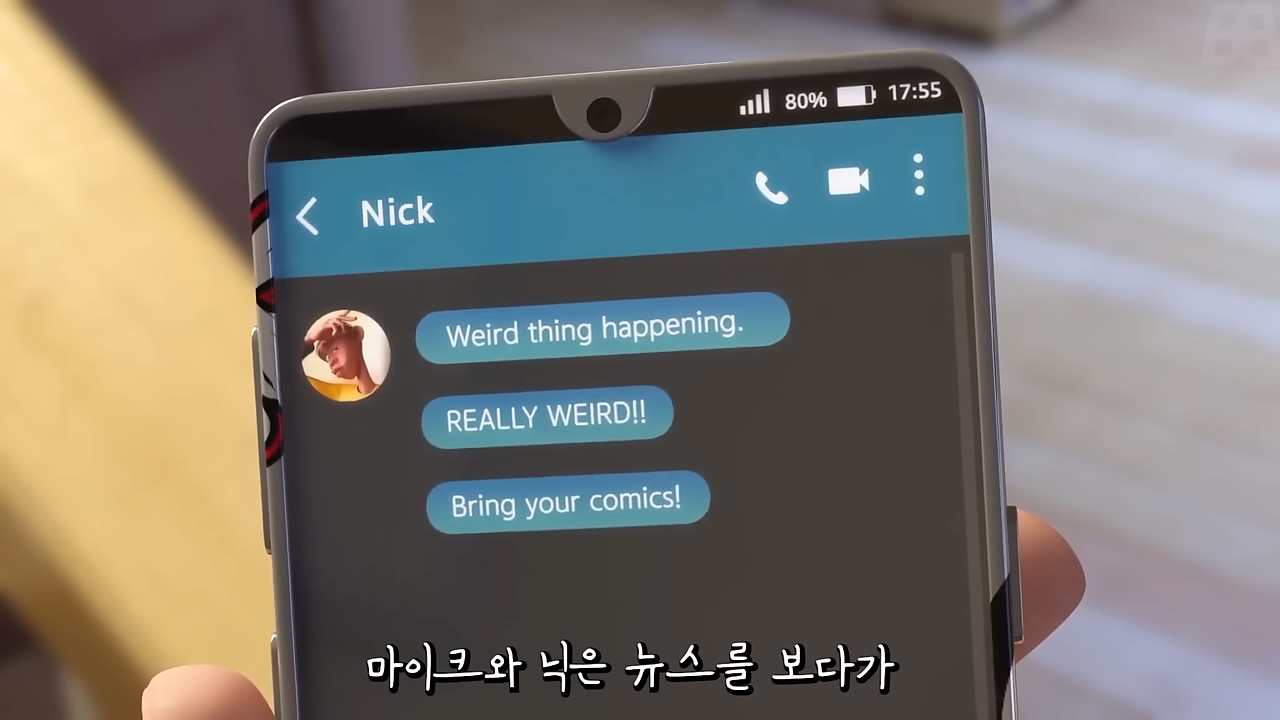 80% 17:55
Nick
Weird thing happening.
REALLY WEIRD!!
Bring your comics!
마이크와 닉은 뉴스를 보다가